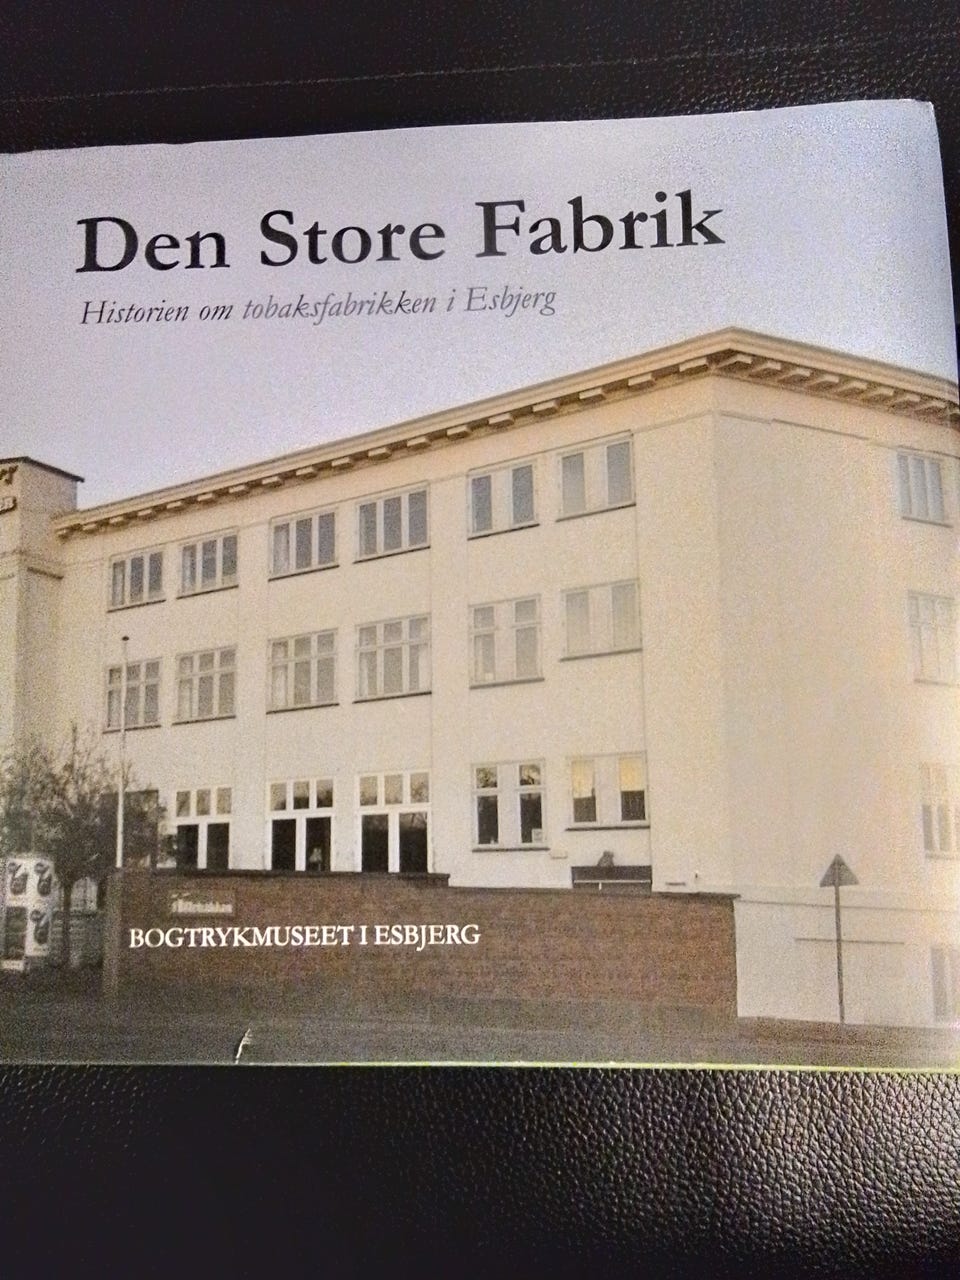 Den Store Fabrik
Historien om tobaksfabrikken i Esbjerg
BOGTRYKMUSEET I ESBJERG